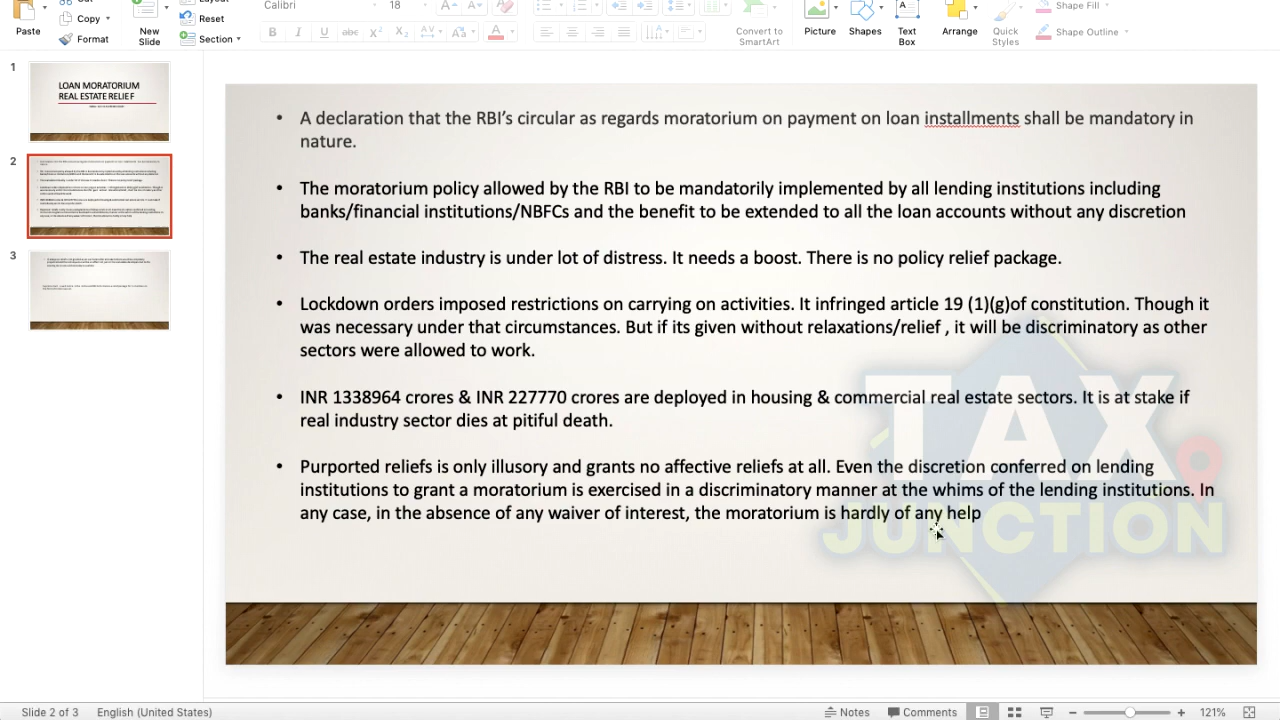 Calibri
18
Paste
Copy
Format
New
Slide
Layout
Reset
Section
Convert to
SmartArt
Picture
Shapes
Text
Box
Arrange
Quick
Styles
Shape Fill
Shape Outline
1
LOAN MORATORIUM
REAL ESTATE RELIEF
2
3
• A declaration that the RBI’s circular as regards moratorium on payment on loan installments shall be mandatory in
nature.
• The moratorium policy allowed by the RBI to be mandatorily implemented by all lending institutions including
banks/financial institutions/NBFCs and the benefit to be extended to all the loan accounts without any discretion
• The real estate industry is under lot of distress. It needs a boost. There is no policy relief package.
• Lockdown orders imposed restrictions on carrying on activities. It infringed article 19 (1)(g)of constitution. Though it
was necessary under that circumstances. But if its given without relaxations/relief , it will be discriminatory as other
sectors were allowed to work.
• INR 1338964 crores & INR 227770 crores are deployed in housing & commercial real estate sectors. It is at stake if
real industry sector dies at pitiful death.
• Purported reliefs is only illusory and grants no affective reliefs at all. Even the discretion conferred on lending
institutions to grant a moratorium is exercised in a discriminatory manner at the whims of the lending institutions. In
any case, in the absence of any waiver of interest, the moratorium is hardly of any help
TAX
JUNCTION
Slide 2 of 3
English (United States)
Notes
Comments
121%